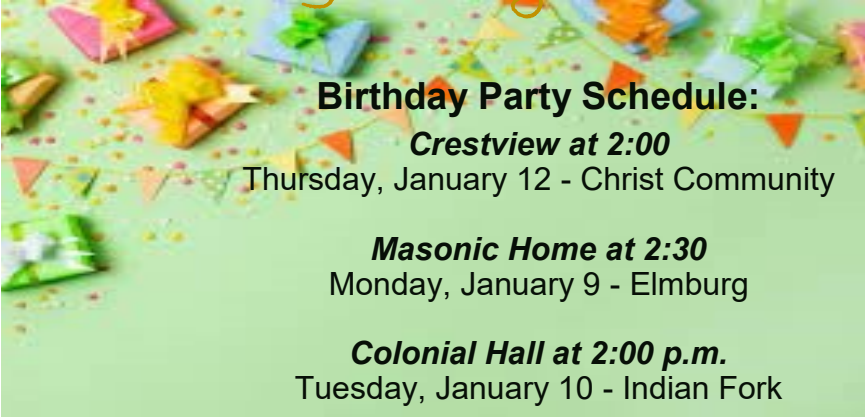 Birthday Party Schedule:
Crestview at 2:00
Thursday, January 12 - Christ Community
Masonic Home at 2:30
Monday, January 9 - Elmburg
Colonial Hall at 2:00 p.m.
Tuesday, January 10 - Indian Fork